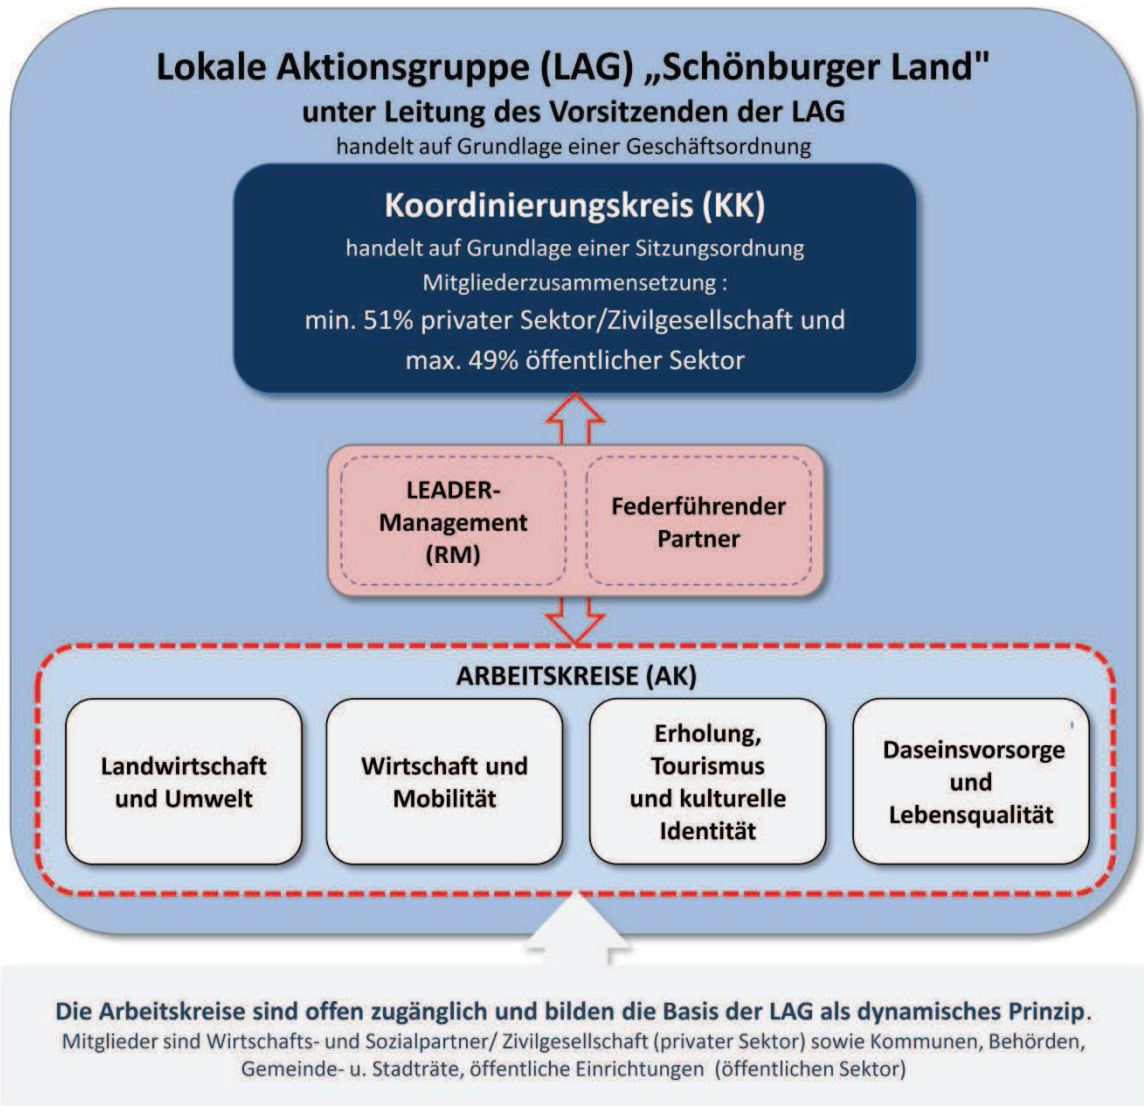 Lokale Aktionsgruppe (LAG) „Schönburger Land"
unter Leitung des Vorsitzenden der LAG
handelt auf Grundlage einer Geschäftsordnung
Koordinierungskreis (KK)
handelt auf Grundlage einer Sitzungsordnung
Mitgliederzusammensetzung :
min. 51% privater Sektor/Zivilgesellschaft und
max. 49% öffentlicher Sektor
LEADER-
Management
(RM)
Federführender
Partner
ARBEITSKREISE (AK)
Landwirtschaft
und Umwelt
Wirtschaft und
Mobilität
Erholung,
Tourismus
und kulturelle
Identität
Daseinsvorsorge
und
Lebensqualität
Die Arbeitskreise sind offen zugänglich und bilden die Basis der LAG als dynamisches Prinzip.
Mitglieder sind Wirtschafts- und Sozialpartner/ Zivilgesellschaft (privater Sektor) sowie Kommunen, Behörden,
Gemeinde- u. Stadträte, öffentliche Einrichtungen (öffentlichen Sektor)